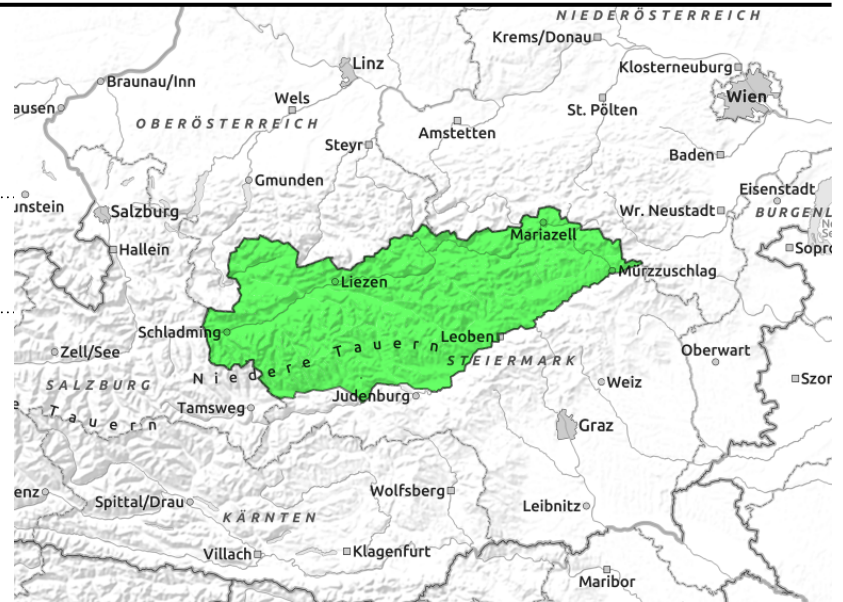 NIEDERÖSTERREICH
Krems/Donau
Linz
Klosterneuburg
Braunau/Inn
Wels
Wien
ausen
St. Pölten
OBERÖSTERREICH
Amstetten
Steyr
Baden
Gmunden
Eisenstadt
unstein
Salzburg
Wr. Neustadt
BURGENL
Mariazell
Hallein
Sopro
Mürzzuschlag
Liezen
Schladming
Leoben
Zell/See
Niedere Tauern
STEIERMARK
Oberwart
SALZBURG
Weiz
Szor
Judenburg
Tamsweg
e Tauern
Graz
enz
Spittal/Drau
Wolfsberg
Leibnitz
KÄRNTEN
Villach
Klagenfurt
Maribor